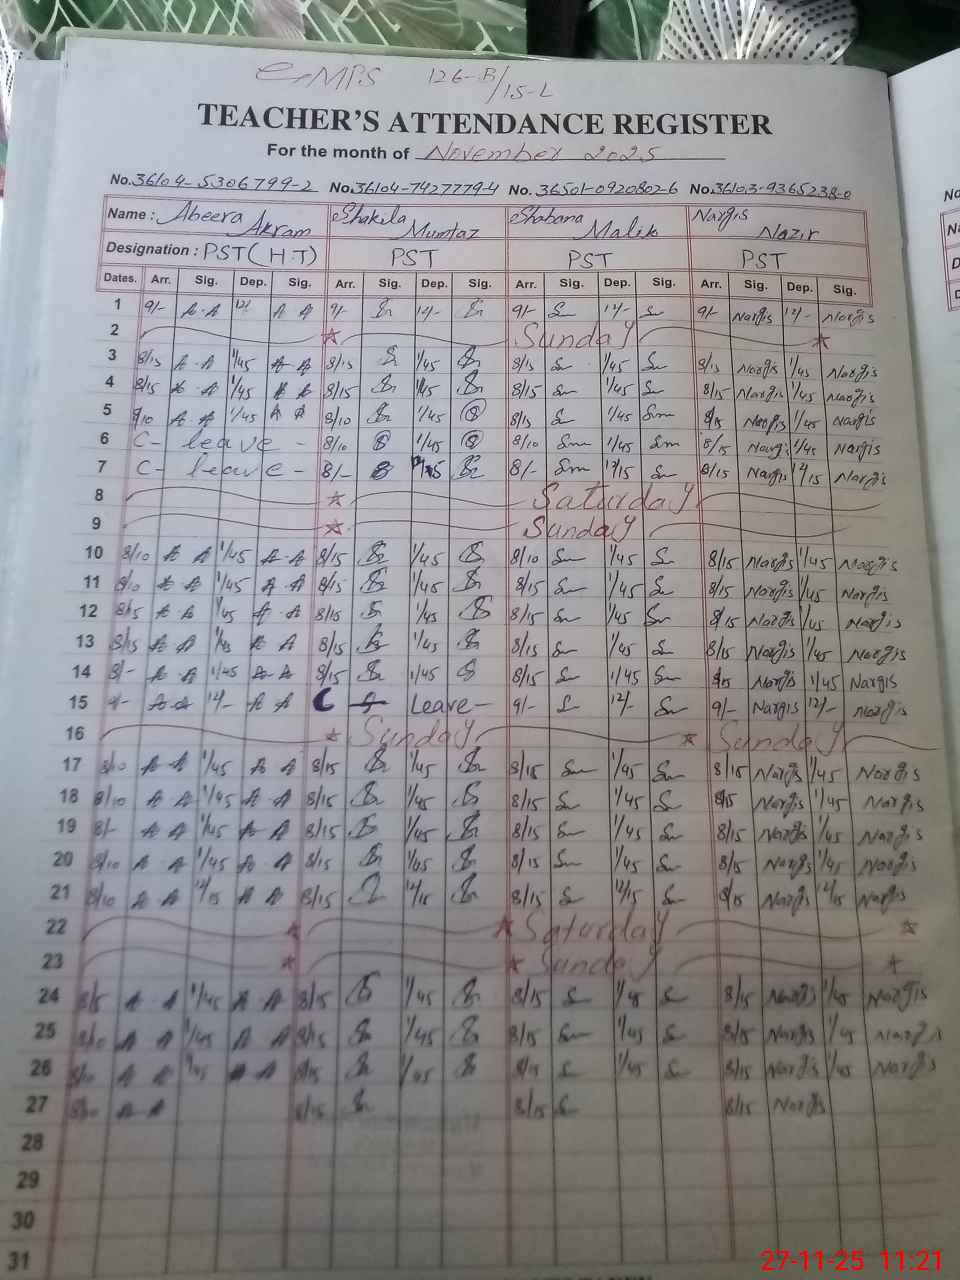 e-MPS 126-B/15-L
TEACHER'S ATTENDANCE REGISTER
For the month of November 2025
No. 36104-5306799-2 No. 36104-7427779-4 No. 36501-0920802-6 No. 36103-9365238-0
Name: Abeera Akram Shakila Mumtaz Shabana Malik Nargis Nazir
Designation: PST (H.T) PST PST PST
Dates. Arr. Sig. Dep. Sig. Arr. Sig. Dep. Sig. Arr. Sig. Dep. Sig. Arr. Sig. Dep. Sig.
1 9/- A-A 12/ A A 9/- 12/- 9/- 12/- 9/- Nargis 12/- Nargis
2 Sunday
3 8/15 A-A 1/45 A-A 8/15 1/45 8/15 1/45 8/15 Nargis 1/45 Nargis
4 8/15 A-A 1/45 A A 8/15 1/45 8/15 1/45 8/15 Nargis 1/45 Nargis
5 8/10 A-A 1/45 A A 8/10 1/45 8/15 1/45 8/15 Nargis 1/45 Nargis
6 C- leave - 8/10 1/45 8/10 1/45 8/15 Nargis 1/45 Nargis
7 C- leave - 8/- 8/- 12/15 8/15 Nargis 12/15 Nargis
8 Saturday
9 Sunday
10 8/10 A A 1/45 A-A 8/15 1/45 8/10 1/45 8/15 Nargis 1/45 Nargis
11 8/10 A-A 1/45 A-A 8/15 1/45 8/15 1/45 8/15 Nargis 1/45 Nargis
12 8/15 A-A 1/45 A-A 8/15 1/45 8/15 1/45 8/15 Nargis 1/45 Nargis
13 8/15 A-A 1/45 A-A 8/15 1/45 8/15 1/45 8/15 Nargis 1/45 Nargis
14 8/- A-A 1/45 A-A 8/15 1/45 8/15 1/45 8/15 Nargis 1/45 Nargis
15 A-A 12/- A A C Leave- 9/- 12/- 9/- Nargis 12/- Nargis
16 Sunday Sunday
17 8/10 A A 1/45 A A 8/15 1/45 8/15 1/45 8/15 Nargis 1/45 Nargis
18 8/10 A A 1/45 A A 8/15 1/45 8/15 1/45 8/15 Nargis 1/45 Nargis
19 8/- A A 1/45 A A 8/15 1/45 8/15 1/45 8/15 Nargis 1/45 Nargis
20 8/10 A A 1/45 A A 8/15 1/45 8/15 1/45 8/15 Nargis 1/45 Nargis
21 8/10 A A 12/15 A A 8/15 12/15 8/15 12/15 8/15 Nargis 12/15 Nargis
22 Saturday
23 Sunday
24 8/15 A A 1/45 A A 8/15 1/45 8/15 1/45 8/15 Nargis 1/45 Nargis
25 8/10 A A 1/45 A A 8/15 1/45 8/15 1/45 8/15 Nargis 1/45 Nargis
26 8/10 A A 1/45 A A 8/15 1/45 8/15 1/45 8/15 Nargis 1/45 Nargis
27 8/10 A A 8/15 8/15 8/15 Nargis
28
29
30
31
27-11-25 11:21